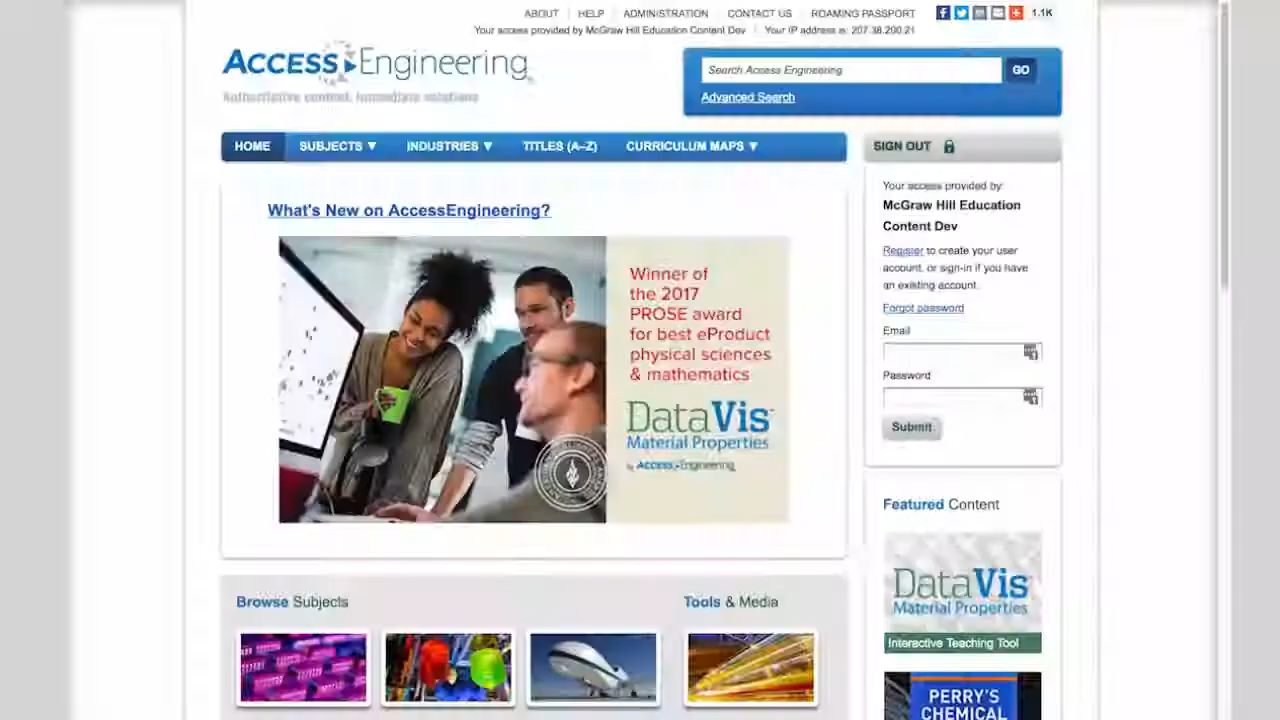 ABOUT HELP ADMINISTRATION CONTACT US ROAMING PASSPORT 1.1K
Your access provided by McGraw Hill Education Content Dev Your IP address is: 207.38.200.21
ACCESS Engineering
Authoritative content, immediate solutions
Search Access Engineering GO
Advanced Search
HOME SUBJECTS ▼ INDUSTRIES ▼ TITLES (A–Z) CURRICULUM MAPS ▼
SIGN OUT
What's New on AccessEngineering?
Winner of
the 2017
PROSE award
for best eProduct
physical sciences
& mathematics
DataVis
Material Properties
by ACCESS Engineering
Your access provided by:
McGraw Hill Education
Content Dev
Register to create your user
account, or sign-in if you have
an existing account.
Forgot password
Email
Password
Submit
Featured Content
DataVis
Material Properties
Interactive Teaching Tool
PERRY'S
CHEMICAL
Browse Subjects
Tools & Media